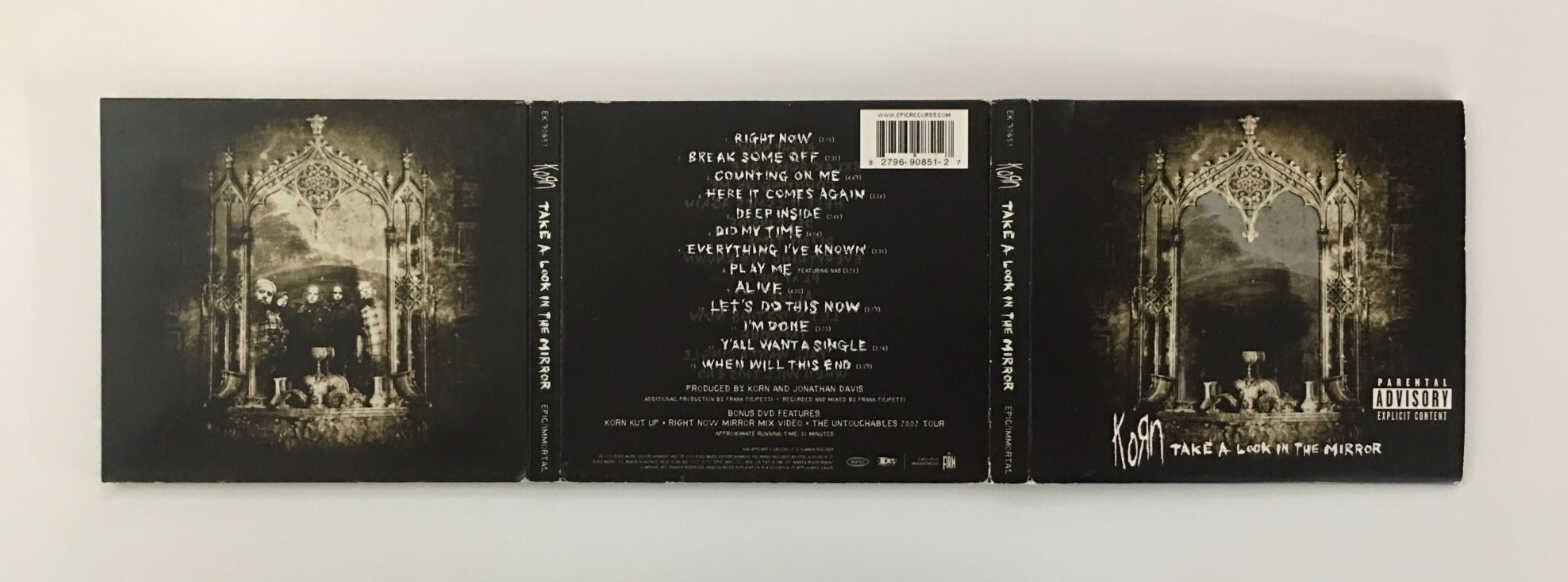 EK 90851
KoRn
TAKE A LOOK IN THE MIRROR
EPIC/IMMORTAL
WWW.EPICRECORDS.COM
8 2796-90851-2 7
RIGHT NOW
BREAK SOME OFF
COUNTING ON ME
HERE IT COMES AGAIN
DEEP INSIDE
DID MY TIME
EVERYTHING I'VE KNOWN
PLAY ME FEATURING NAS
ALIVE
LET'S DO THIS NOW
I'M DONE
Y'ALL WANT A SINGLE
WHEN WILL THIS END
PRODUCED BY KORN AND JONATHAN DAVIS
ADDITIONAL PRODUCTION BY FRANK FILIPETTI • RECORDED AND MIXED BY FRANK FILIPETTI
BONUS DVD FEATURES:
KORN KUT UP • RIGHT NOW MIRROR MIX VIDEO • THE UNTOUCHABLES 2002 TOUR
APPROXIMATE RUNNING TIME: 31 MINUTES
EK 90851
KoRn
TAKE A LOOK IN THE MIRROR
EPIC/IMMORTAL
PARENTAL
ADVISORY
EXPLICIT CONTENT
KoRn TAKE A LOOK IN THE MIRROR